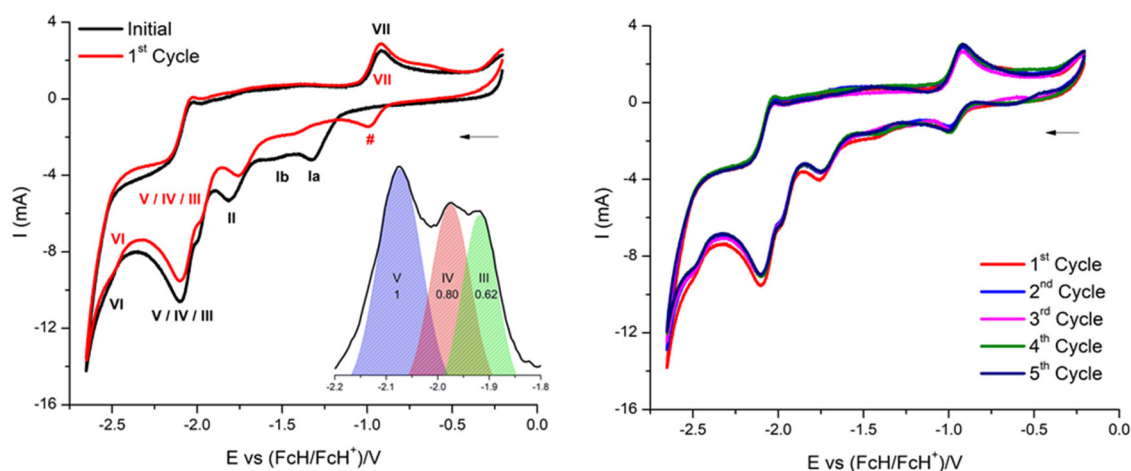 Initial
1st Cycle
VII
VII
#
Ib
Ia
V / IV / III
II
VI
VI
V / IV / III
V
1
IV
0.80
III
0.62
-2.2
-2.1
-2.0
-1.9
-1.8
4
0
-4
-8
-12
-16
I (mA)
-2.5
-2.0
-1.5
-1.0
-0.5
0.0
E vs (FcH/FcH+)/V
4
0
-4
-8
-12
-16
I (mA)
1st Cycle
2nd Cycle
3rd Cycle
4th Cycle
5th Cycle
-2.5
-2.0
-1.5
-1.0
-0.5
0.0
E vs (FcH/FcH+)/V